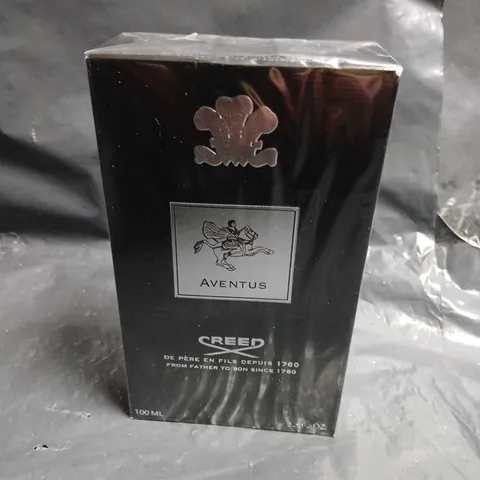 AVENTUS
CREED
DE PÈRE EN FILS DEPUIS 1760
FROM FATHER TO SON SINCE 1760
100 ML